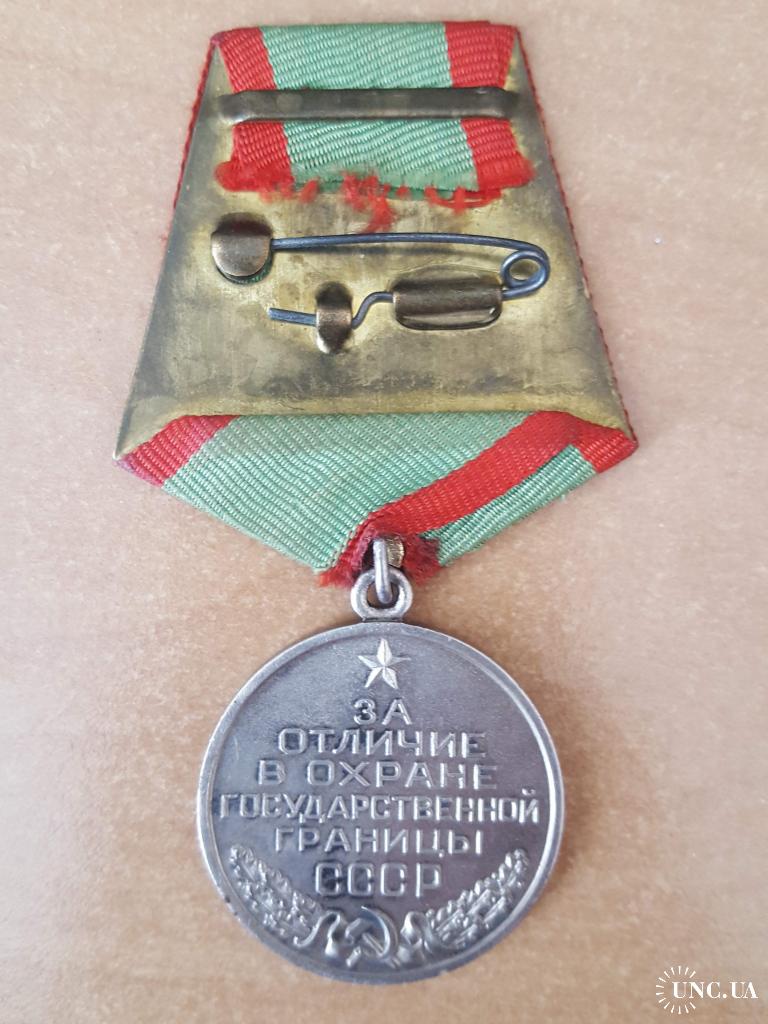 ЗА
ОТЛИЧИЕ
В ОХРАНЕ
ГОСУДАРСТВЕННОЙ
ГРАНИЦЫ
СССР
UNC.UA